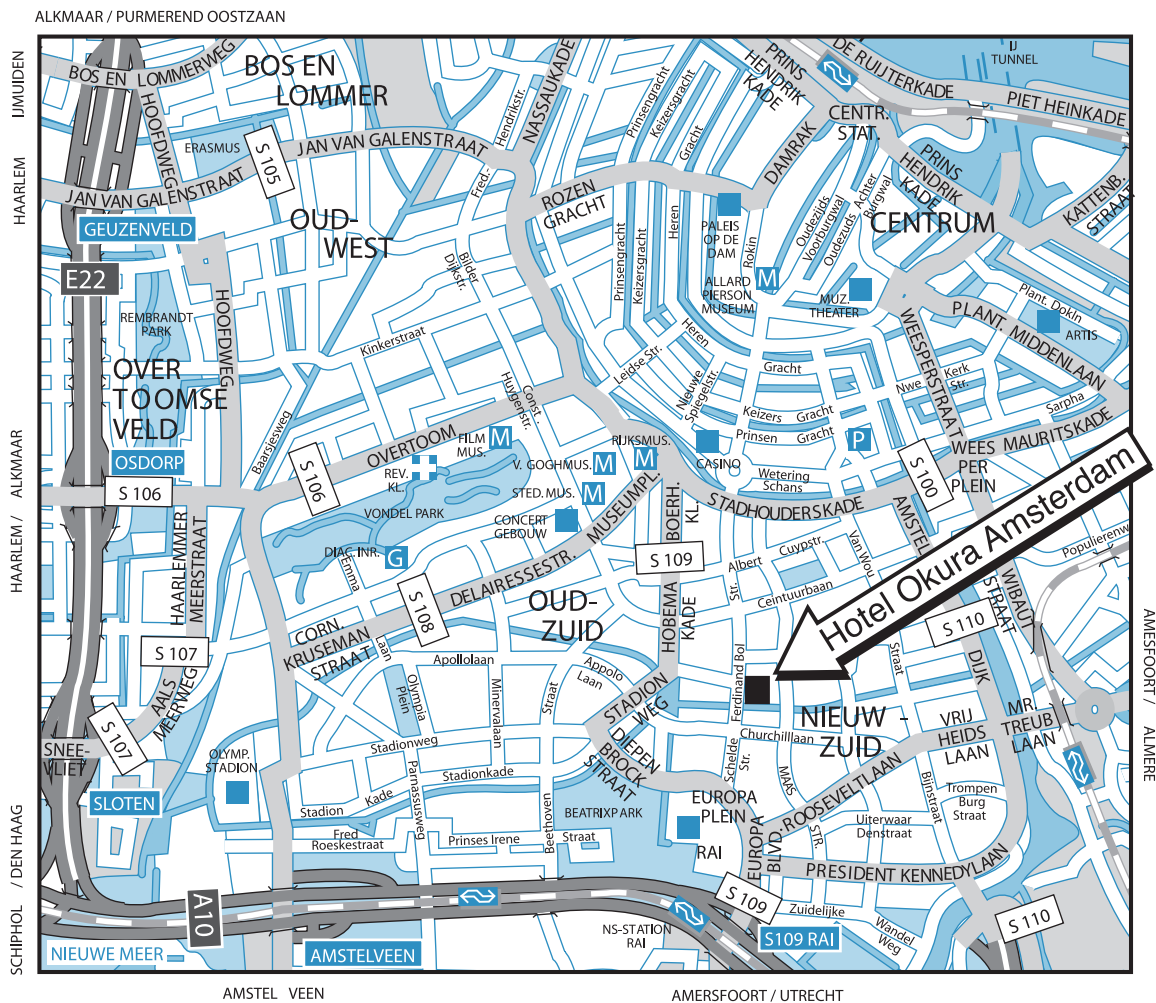 ALKMAAR / PURMEREND OOSTZAAN
IJMUIDEN
HAARLEM
HAARLEM / ALKMAAR
SCHIPHOL / DEN HAAG
BOS EN LOMMERWEG
BOS EN
LOMMER
HOOFDWEG
ERASMUS
S 105
JAN VAN GALENSTRAAT
JAN VAN GALENSTRAAT
GEUZENVELD
E22
OUD-
WEST
Hendrikstr.
Fred.-
NASSAUKADE
ROZEN
GRACHT
Bilder
Dijkstr.
Prinsengracht
Keizersgracht
Gracht
Heren
Prinsengracht
Keizersgracht
PRINS
HENDRIK
KADE
DE RUIJTERKADE
IJ
TUNNEL
PIET HEINKADE
CENTR.
STAT.
DAMRAK
PRINS
HENDRIK
KADE
KATTENB.
STRAAT
CENTRUM
PALEIS
OP DE
DAM
Rokin
Oudezijds
Voorburgwal
Oudezuds Achter
Burgwal
ALLARD
PIERSON
MUSEUM
M
MUZ.
THEATER
Plant. Dokln
ARTIS
PLANT. MIDDENLAAN
WEESPERSTRAAT
REMBRANDT
PARK
HOOFDWEG
OVER
TOOMSE
VELD
OSDORP
S 106
Kinkerstraat
Baarsjesweg
S 106
OVERTOOM
Const.
Huygenstr.
Leidse Str.
Heren
Gracht
Nieuwe
Spiegelstr.
Keizers Gracht
Prinsen Gracht
Nwe Kerk
Str.
Sarpha
MAURITSKADE
WEES
PER
PLEIN
P
CASINO
Wetering
Schans
S 100
STADHOUDERSKADE
FILM
MUS.
M
REV.
KL.
VONDEL PARK
V. GOGHMUS.
M
RIJKSMUS.
M
STED. MUS.
M
CONCERT
GEBOUW
MUSEUMPL.
DIAC. INR.
G
Emma
Laan
HAARLEMMER
MEERSTRAAT
S 107
AALS
MEERWEG
S 107
SNEE-
VLIET
SLOTEN
OLYMP.
STADION
CORN.
KRUSEMAN
STRAAT
S 108
DELAIRESSESTR.
OUD-
ZUID
BOERH.
KL.
S 109
HOBEMA
KADE
Albert Cuypstr.
Ceintuurbaan
Van Wou
Straat
Str.
Ferdinand Bol
AMSTEL
DIJK
WIBAUT
STRAAT
S 110
Populierenw
Hotel Okura Amsterdam
AMESFOORT / ALMERE
Apollolaan
Appolo
Laan
Olympia
Plein
Minervalaan
Straat
Beethoven
STADION
WEG
DIEPEN
BROCK
STRAAT
Stadionweg
Stadionkade
Stadion Kade
Parnassusweg
Fred
Roeskestraat
Prinses Irene Straat
BEATRIXPARK
EUROPA
PLEIN
RAI
Schelde
Str.
Churchilllaan
NIEUW -
ZUID
MAAS
STR.
ROOSEVELTLAAN
VRIJ
HEIDS
LAAN
MR.
TREUB
LAAN
Bijnstraat
Trompen
Burg
Straat
Uiterwaar
Denstraat
EUROPA
BLVD.
PRESIDENT KENNEDYLAAN
S 109
Zuidelijke
Wandel
Weg
S 110
S109 RAI
NS-STATION
RAI
A10
AMSTELVEEN
NIEUWE MEER
AMSTEL VEEN
AMERSFOORT / UTRECHT